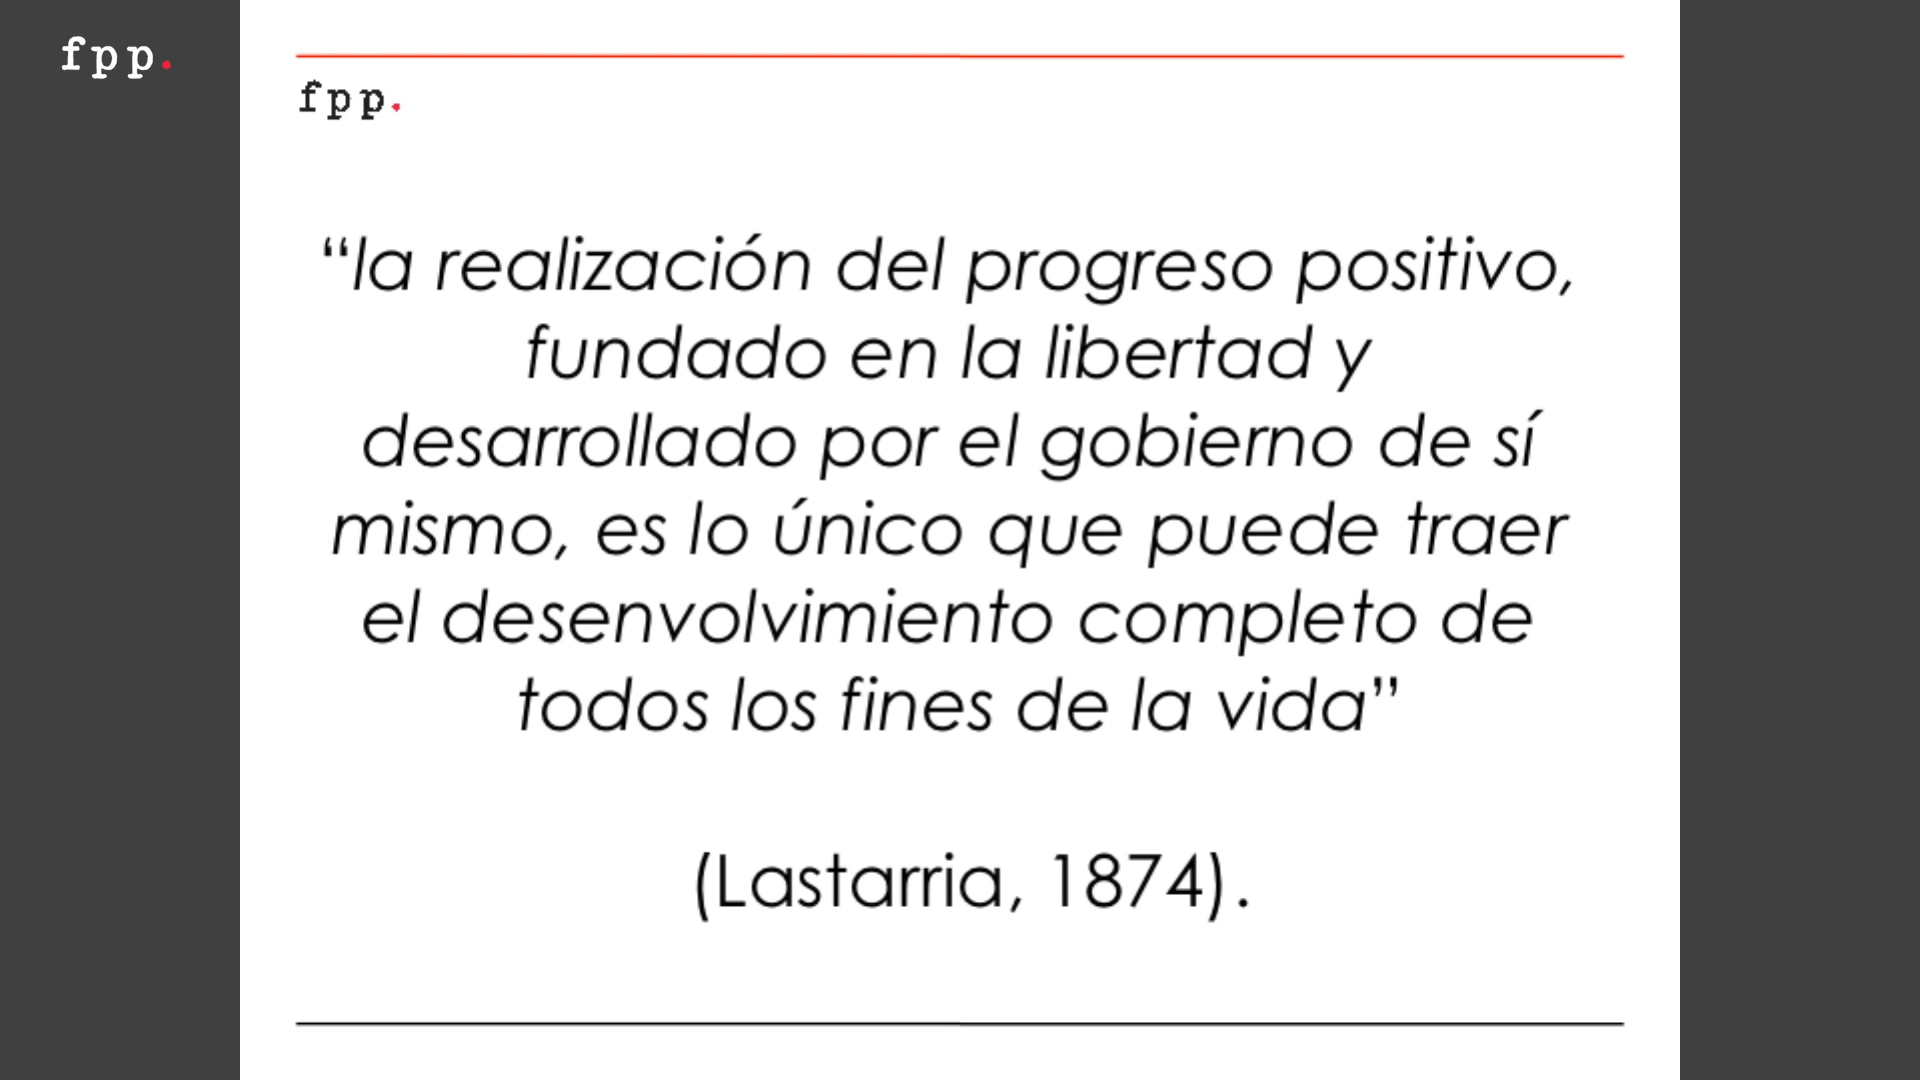 fpp.
fpp.
“la realización del progreso positivo,
fundado en la libertad y
desarrollado por el gobierno de sí
mismo, es lo único que puede traer
el desenvolvimiento completo de
todos los fines de la vida”
(Lastarria, 1874).